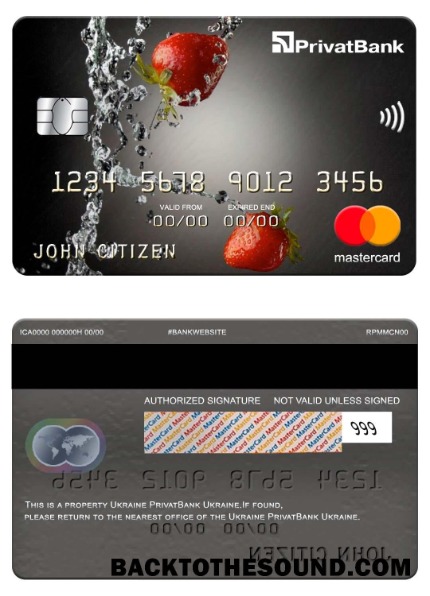 PrivatBank
1234 5678 9012 3456
VALID FROM EXPIRED END
00/00 00/00
JOHN CITIZEN
mastercard
ICA0000 000000H 00/00 #BANKWEBSITE RPMMCN00
AUTHORIZED SIGNATURE NOT VALID UNLESS SIGNED
MasterCard MasterCard MasterCard
999
1234 5678 9012 3456
THIS IS A PROPERTY UKRAINE PRIVATBANK UKRAINE.IF FOUND,
PLEASE RETURN TO THE NEAREST OFFICE OF THE UKRAINE PRIVATBANK UKRAINE.
00/00 00/00
JOHN CITIZEN
BACKTOTHESOUND.COM